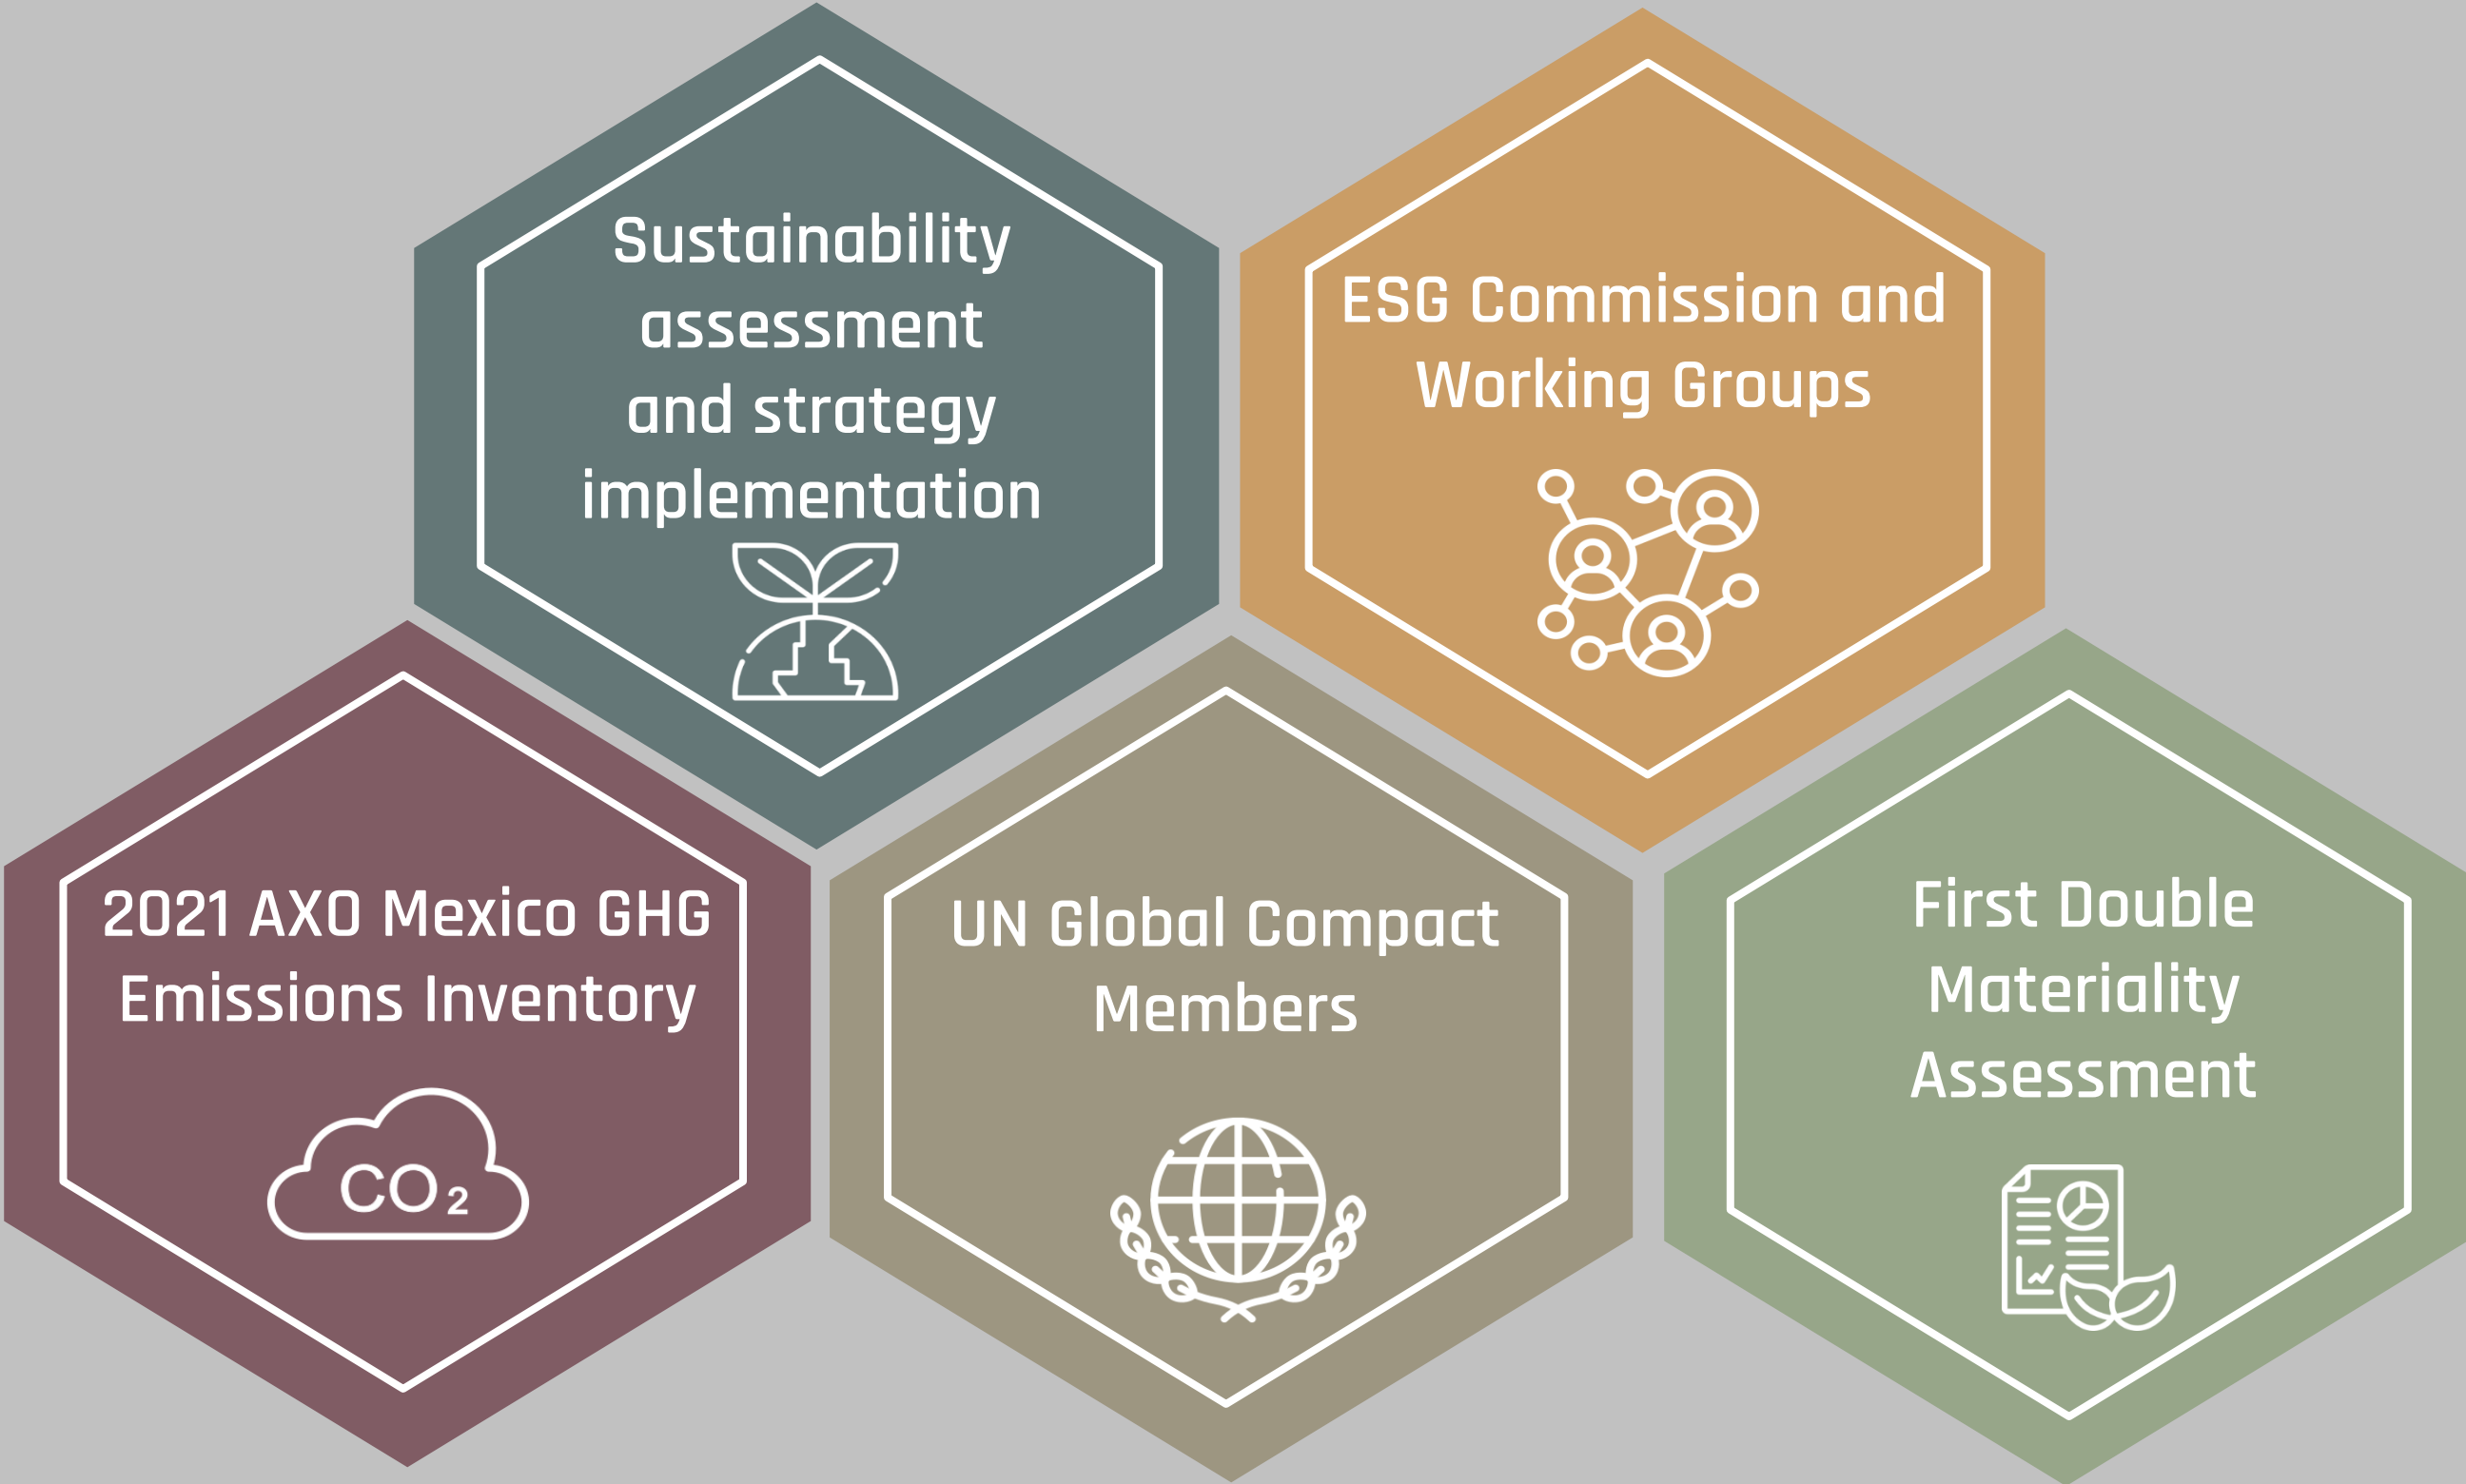 Sustainability
assessment
and strategy
implementation
ESG Commission and
Working Groups
2021 AXO Mexico GHG
Emissions Inventory
CO₂
UN Global Compact
Members
First Double
Materiality
Assessment